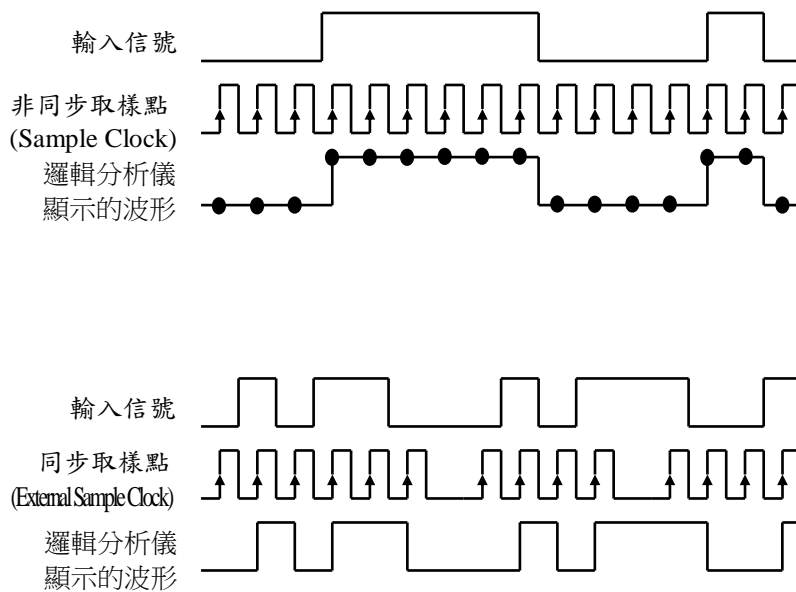 輸入信號
非同步取樣點
(Sample Clock)
邏輯分析儀
顯示的波形
輸入信號
同步取樣點
(External Sample Clock)
邏輯分析儀
顯示的波形